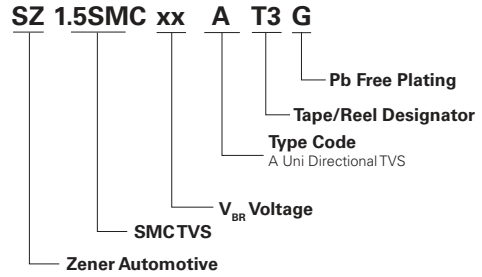 SZ 1.5SMC xx A T3 G
Pb Free Plating
Tape/Reel Designator
Type Code
A Uni Directional TVS
VBR Voltage
SMC TVS
Zener Automotive